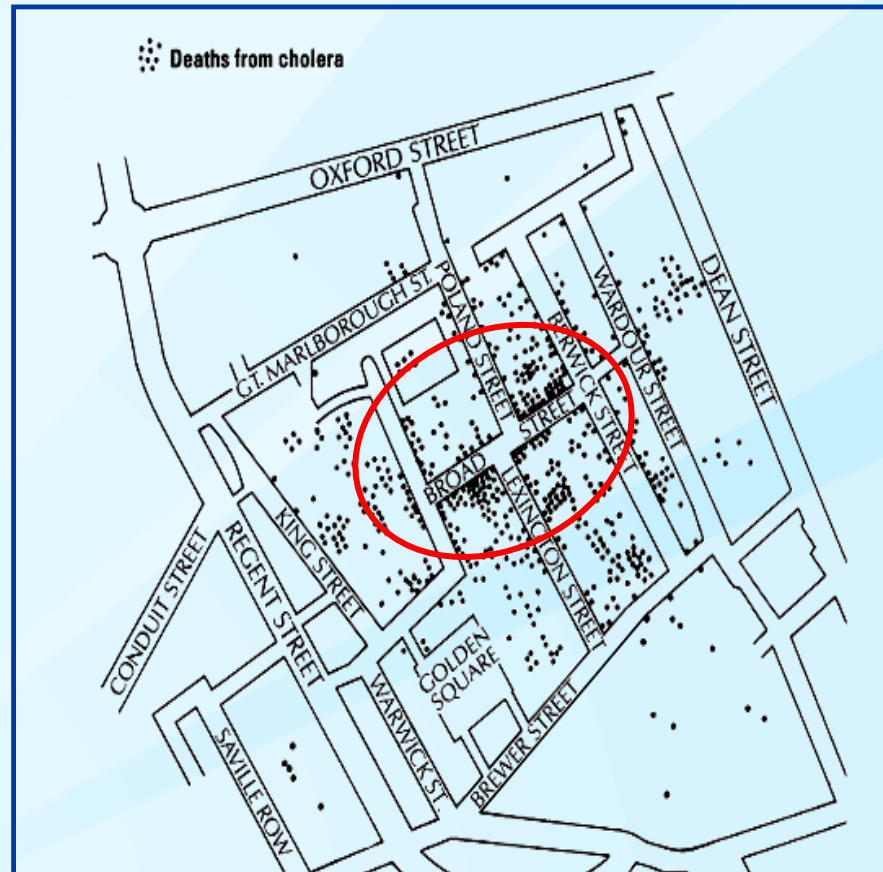 Deaths from cholera
OXFORD STREET
GT. MARLBOROUGH ST.
POLAND STREET
BERWICK STREET
WARDOUR STREET
DEAN STREET
BROAD STREET
LEXINGTON STREET
KING STREET
REGENT STREET
CONDUIT STREET
GOLDEN
SQUARE
WARWICK ST.
BREWER STREET
SAVILLE ROW